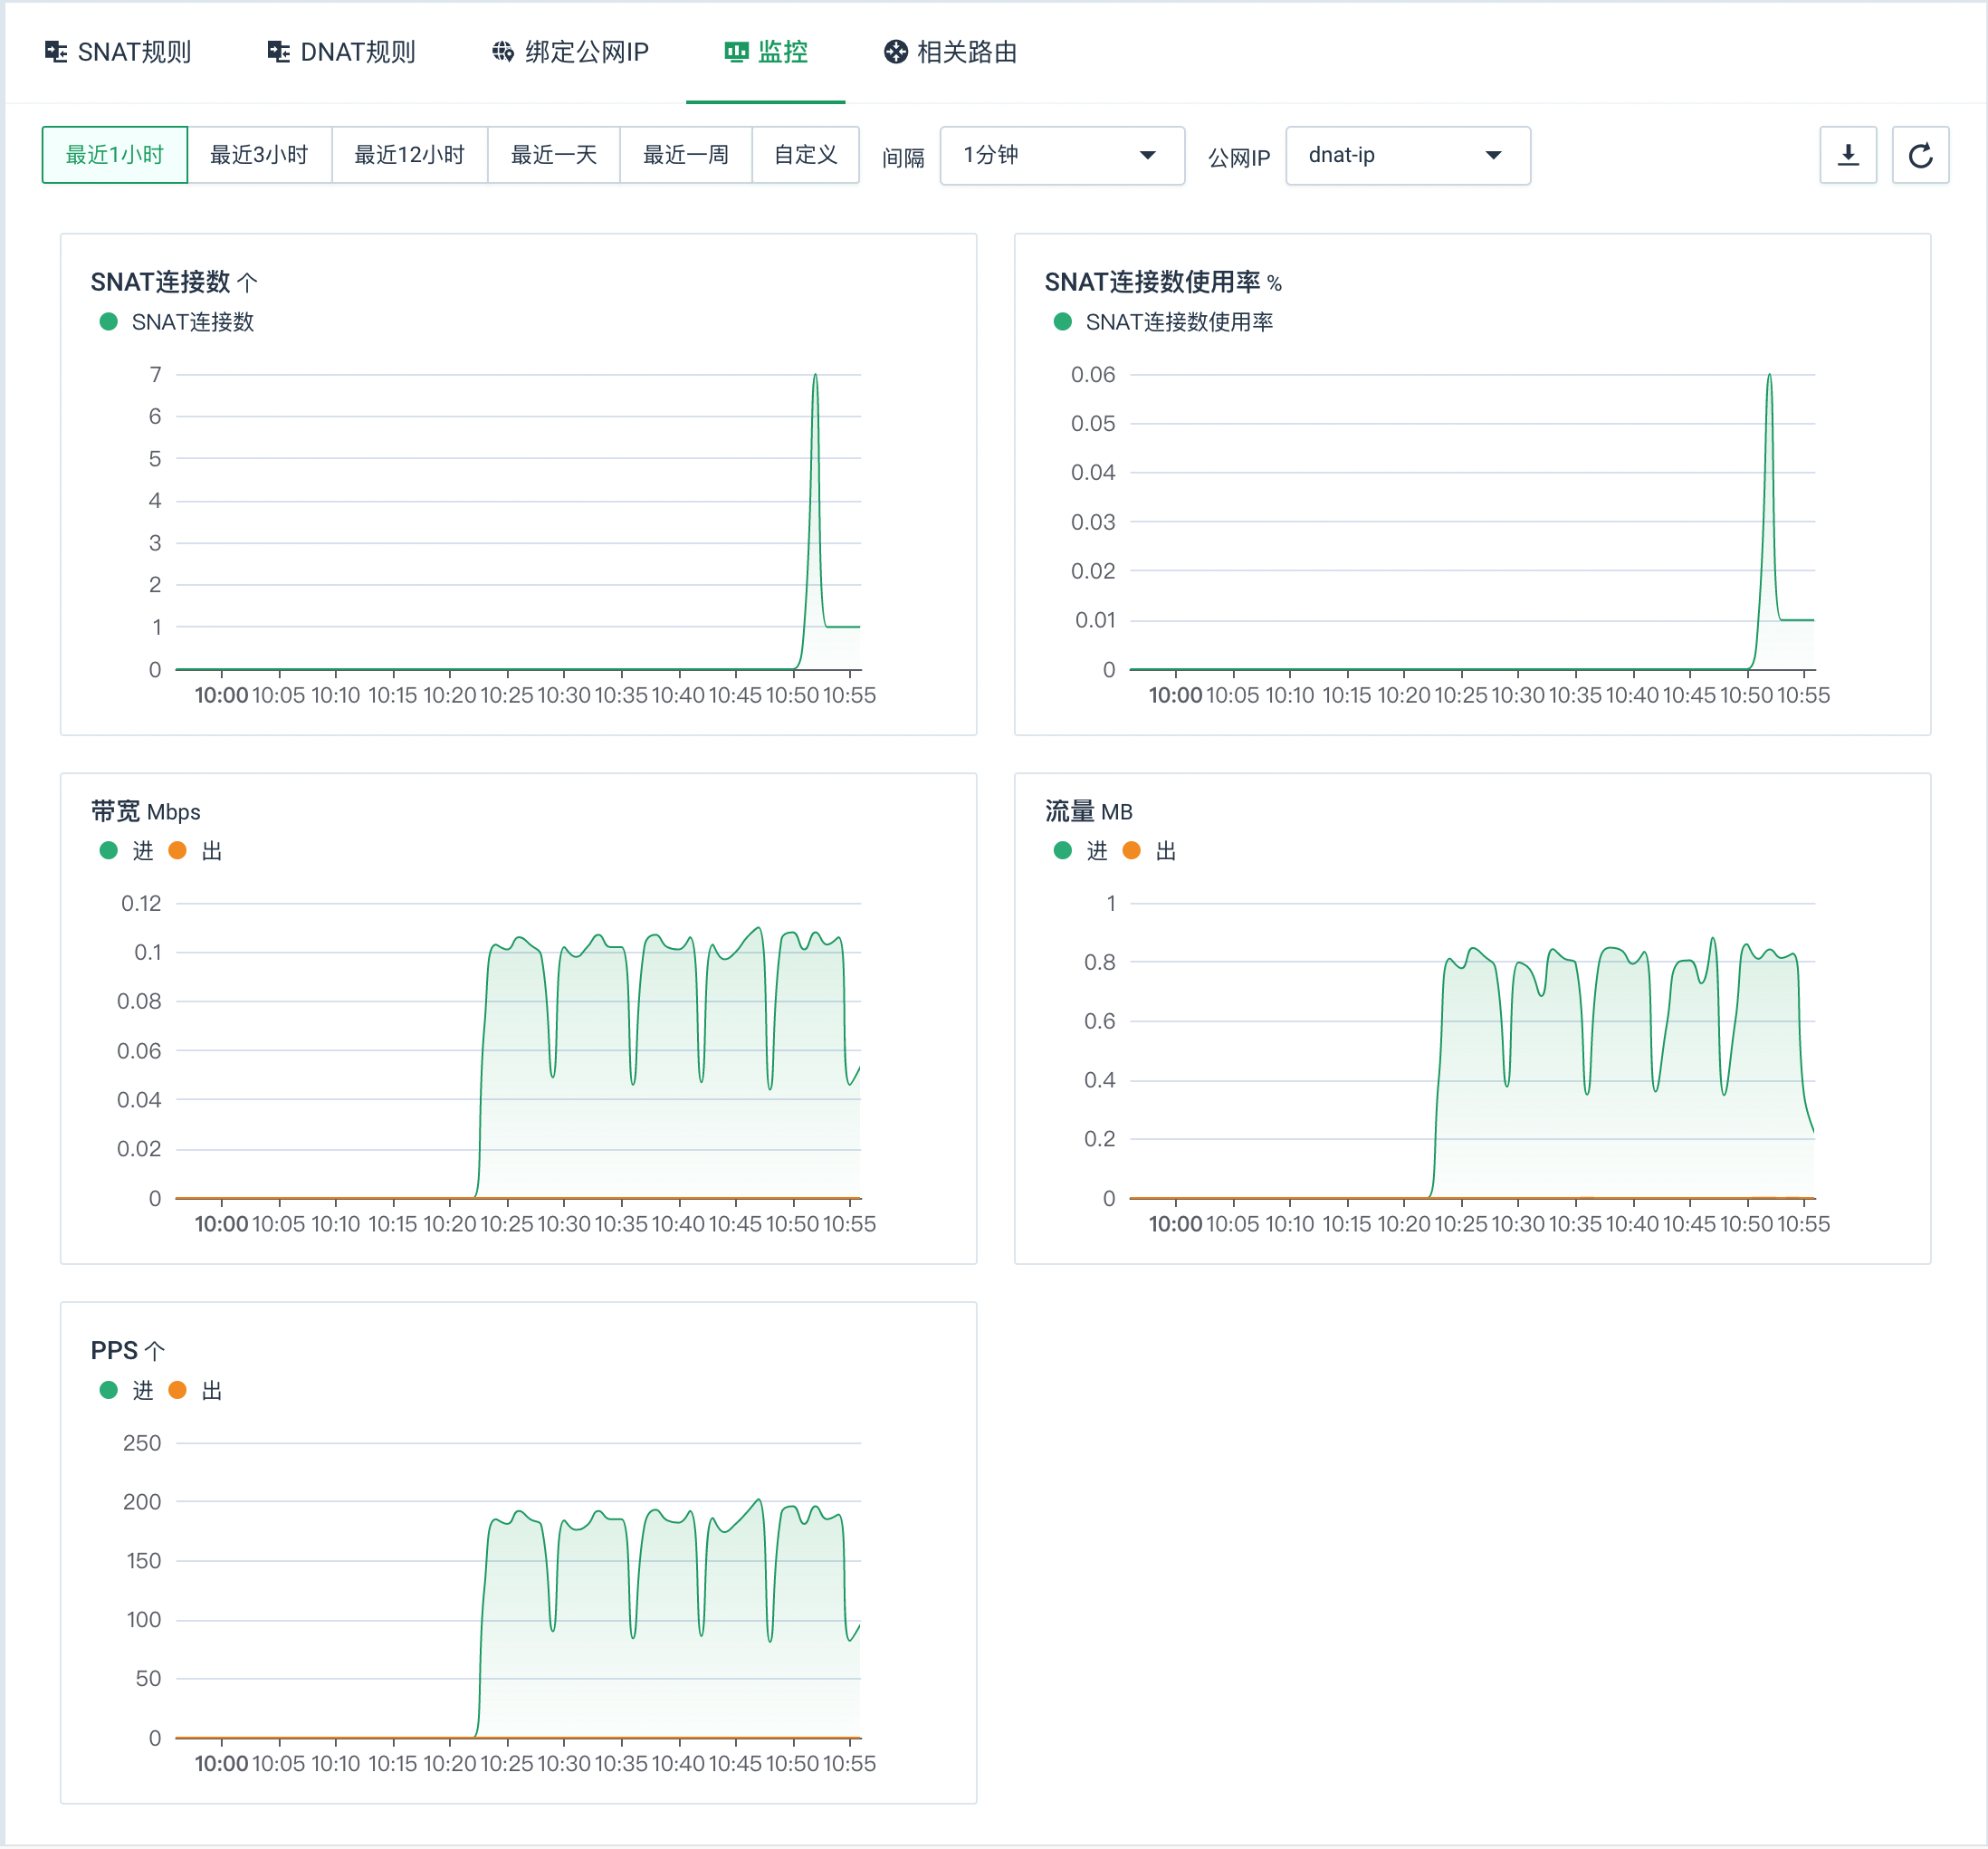 SNAT规则 DNAT规则 绑定公网IP 监控 相关路由
最近1小时 最近3小时 最近12小时 最近一天 最近一周 自定义 间隔 1分钟 公网IP dnat-ip
SNAT连接数 个
SNAT连接数
7
6
5
4
3
2
1
0
10:00 10:05 10:10 10:15 10:20 10:25 10:30 10:35 10:40 10:45 10:50 10:55
SNAT连接数使用率 %
SNAT连接数使用率
0.06
0.05
0.04
0.03
0.02
0.01
0
10:00 10:05 10:10 10:15 10:20 10:25 10:30 10:35 10:40 10:45 10:50 10:55
带宽 Mbps
进 出
0.12
0.1
0.08
0.06
0.04
0.02
0
10:00 10:05 10:10 10:15 10:20 10:25 10:30 10:35 10:40 10:45 10:50 10:55
流量 MB
进 出
1
0.8
0.6
0.4
0.2
0
10:00 10:05 10:10 10:15 10:20 10:25 10:30 10:35 10:40 10:45 10:50 10:55
PPS 个
进 出
250
200
150
100
50
0
10:00 10:05 10:10 10:15 10:20 10:25 10:30 10:35 10:40 10:45 10:50 10:55